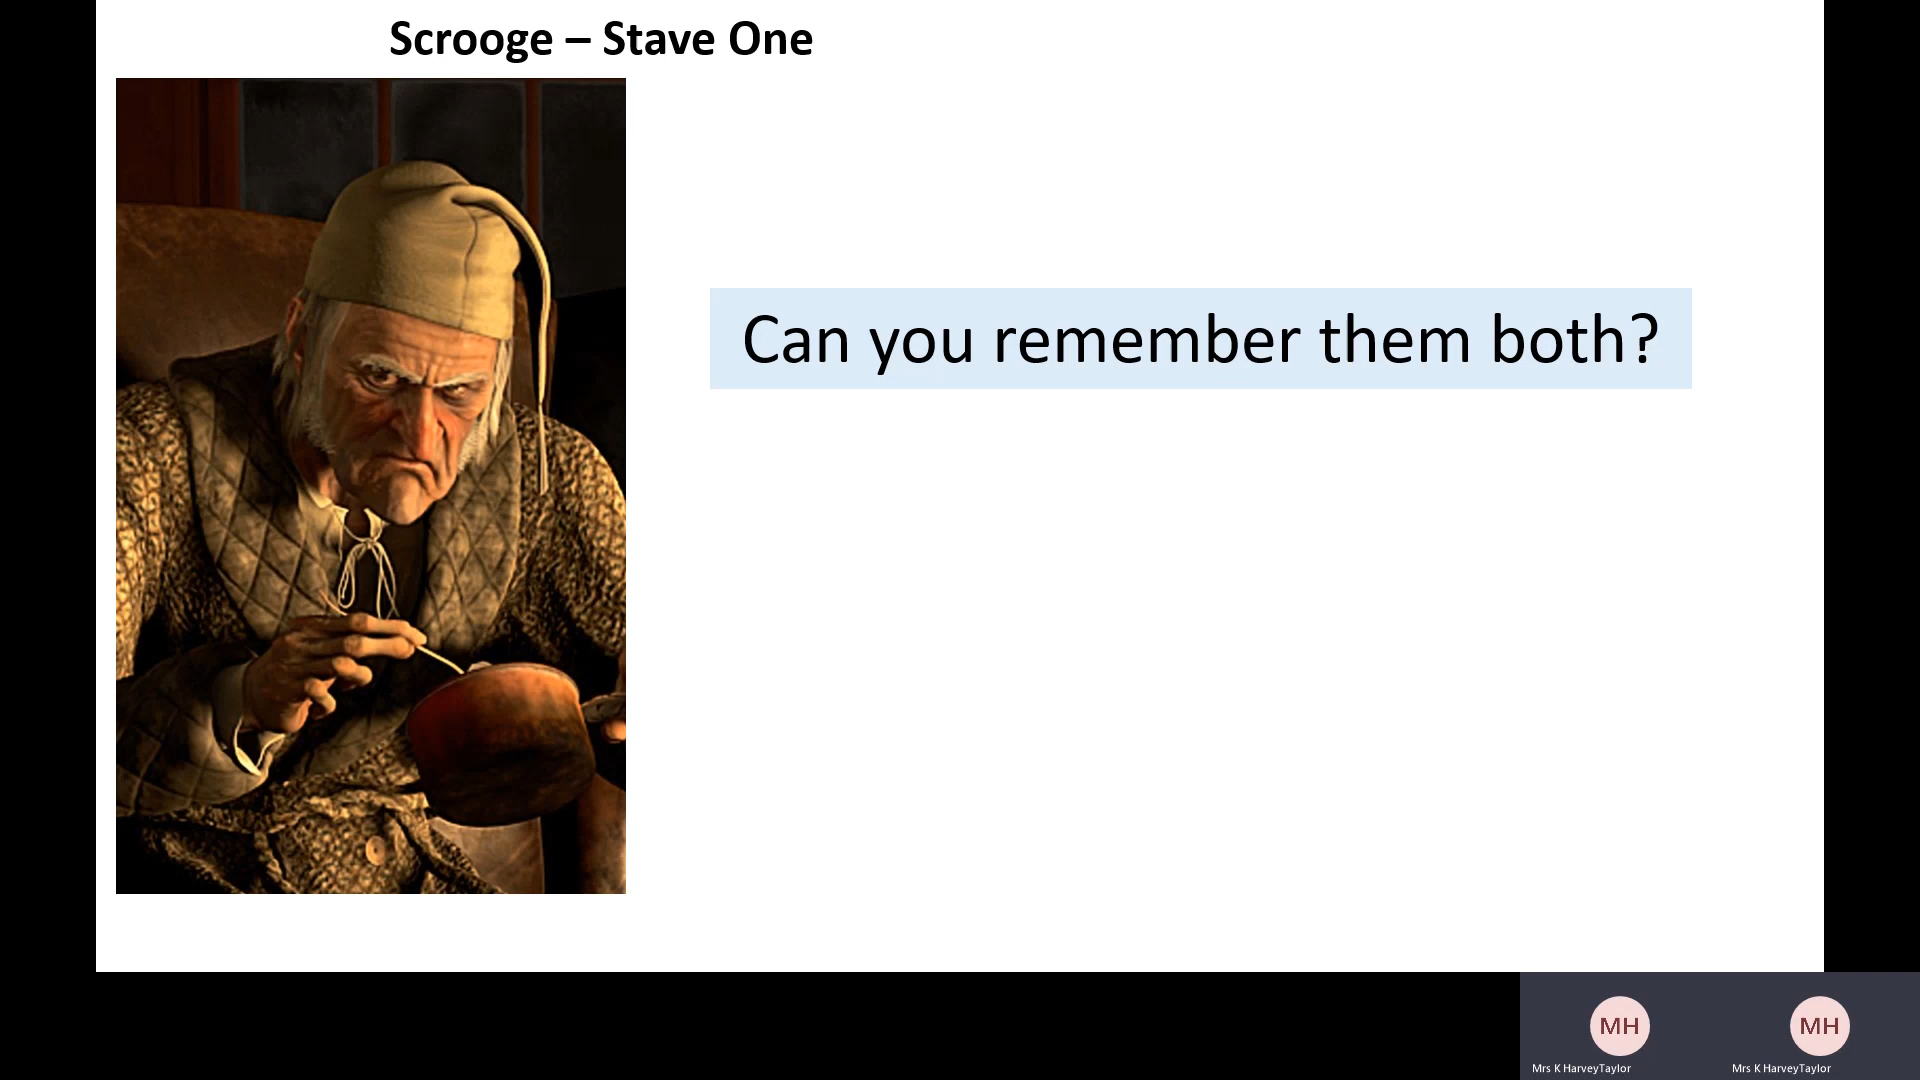 Scrooge – Stave One
Can you remember them both?
MH
MH
Mrs K HarveyTaylor
Mrs K HarveyTaylor